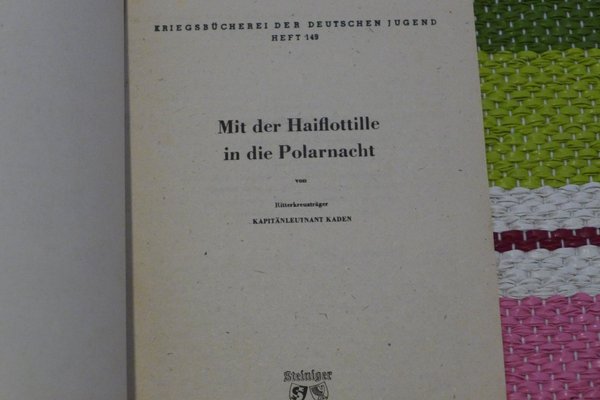 KRIEGSBÜCHEREI DER DEUTSCHEN JUGEND
HEFT 149
Mit der Haiflottille
in die Polarnacht
von
Ritterkreuzträger
KAPITÄNLEUTNANT KADEN
Steiniger